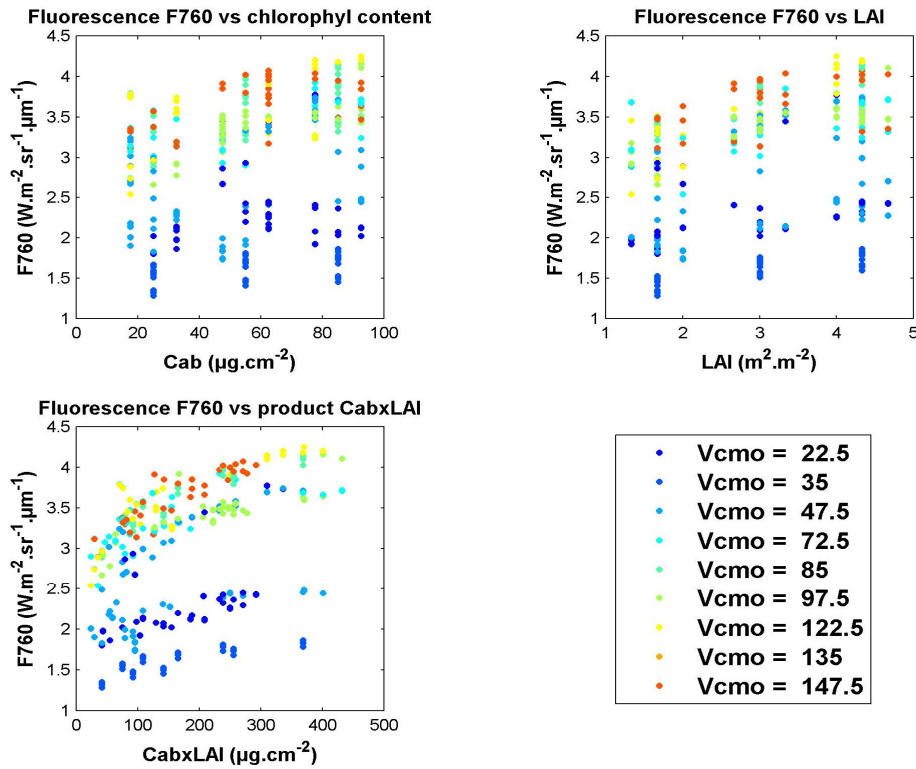 Fluorescence F760 vs chlorophyl content
4.5
4
3.5
3
2.5
2
1.5
1
F760 (W.m⁻².sr⁻¹.µm⁻¹)
0 20 40 60 80 100
Cab (µg.cm⁻²)
Fluorescence F760 vs LAI
4.5
4
3.5
3
2.5
2
1.5
1
F760 (W.m⁻².sr⁻¹.µm⁻¹)
1 2 3 4 5
LAI (m².m⁻²)
Fluorescence F760 vs product CabxLAI
4.5
4
3.5
3
2.5
2
1.5
1
F760 (W.m⁻².sr⁻¹.µm⁻¹)
0 100 200 300 400 500
CabxLAI (µg.cm⁻²)
Vcmo = 22.5
Vcmo = 35
Vcmo = 47.5
Vcmo = 72.5
Vcmo = 85
Vcmo = 97.5
Vcmo = 122.5
Vcmo = 135
Vcmo = 147.5